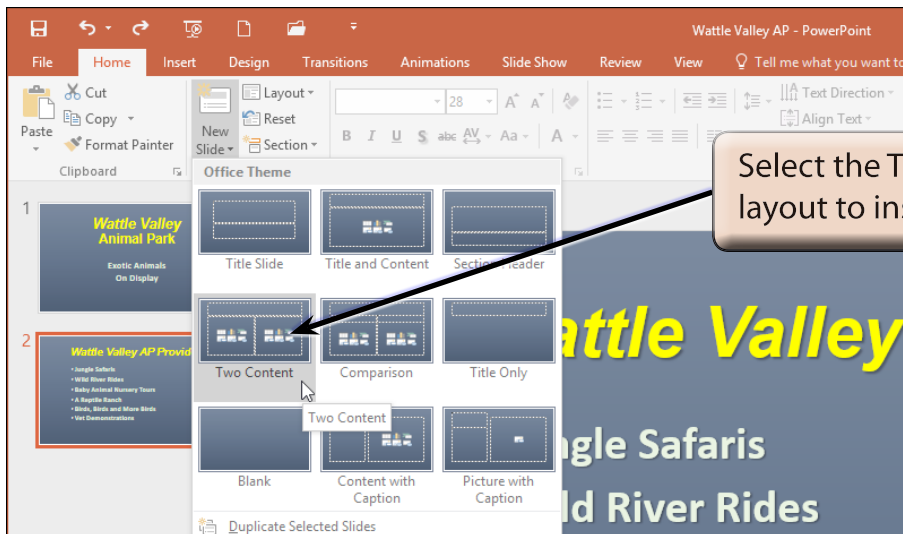 Wattle Valley AP - PowerPoint
File Home Insert Design Transitions Animations Slide Show Review View Tell me what you want to
Cut
Copy
Format Painter
Paste
Clipboard
New
Slide
Layout
Reset
Section
28
A A
B I U S abc AV Aa A
Text Direction
Align Text
Office Theme
Title Slide Title and Content Section Header
Two Content Comparison Title Only
Two Content
Blank Content with Caption Picture with Caption
Duplicate Selected Slides
1
Wattle Valley
Animal Park
Exotic Animals
On Display
2
Wattle Valley AP Provid
• Jungle Safaris
• Wild River Rides
• Baby Animal Nursery Tours
• A Reptile Ranch
• Birds, Birds and More Birds
• Vet Demonstrations
Select the T
layout to ins
attle Valley
ngle Safaris
ld River Rides